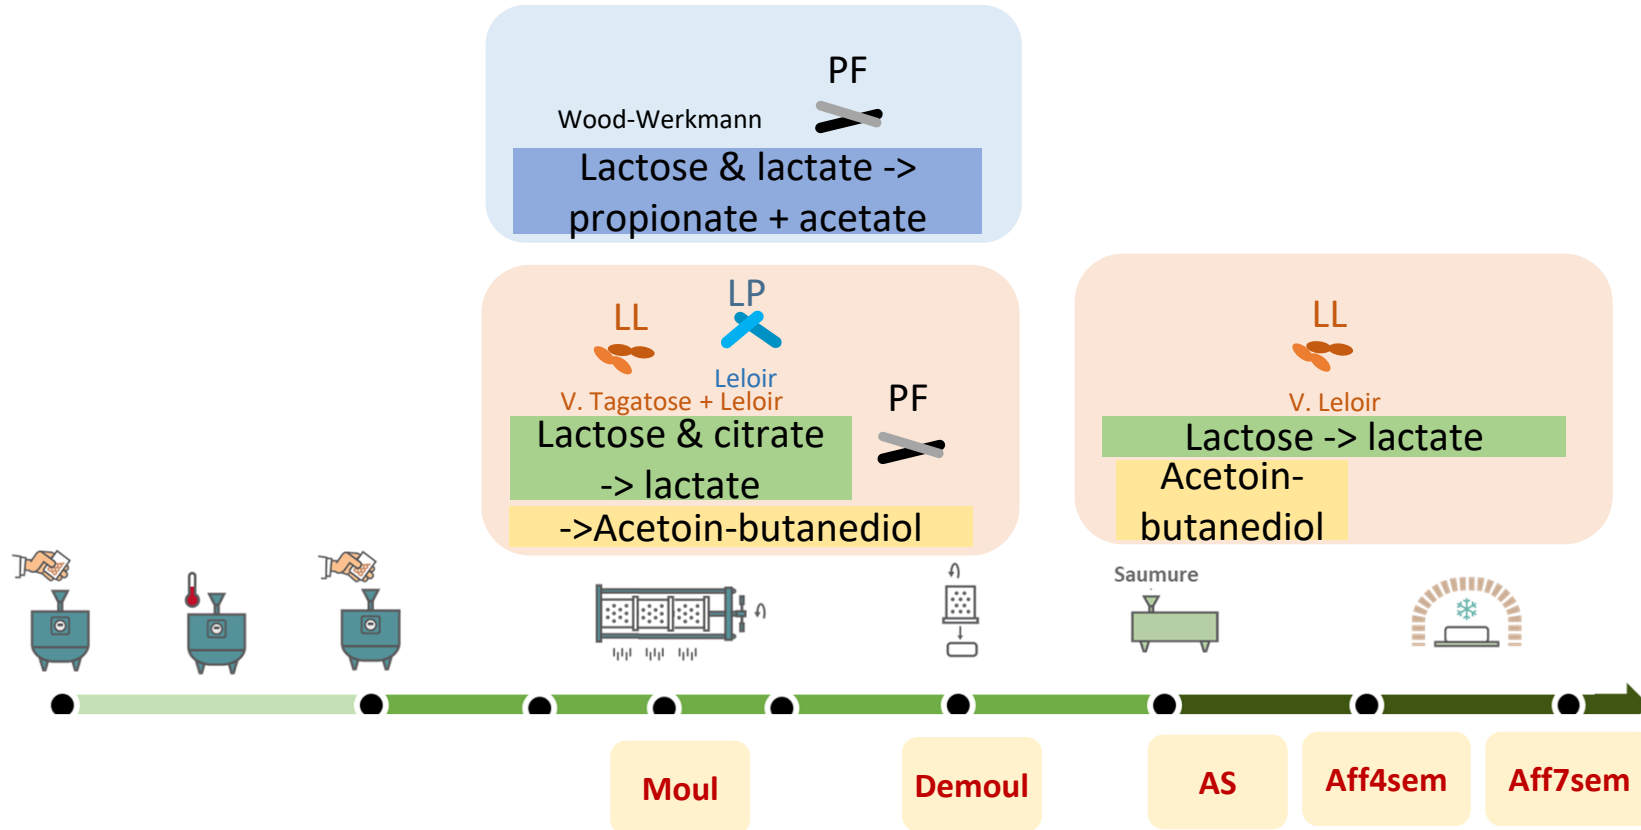 PF
Wood-Werkmann
Lactose & lactate ->
propionate + acetate
LP
LL
Leloir
V. Tagatose + Leloir
PF
Lactose & citrate
-> lactate
->Acetoin-butanediol
LL
V. Leloir
Lactose -> lactate
Acetoin-
butanediol
Saumure
Moul
Demoul
AS
Aff4sem
Aff7sem